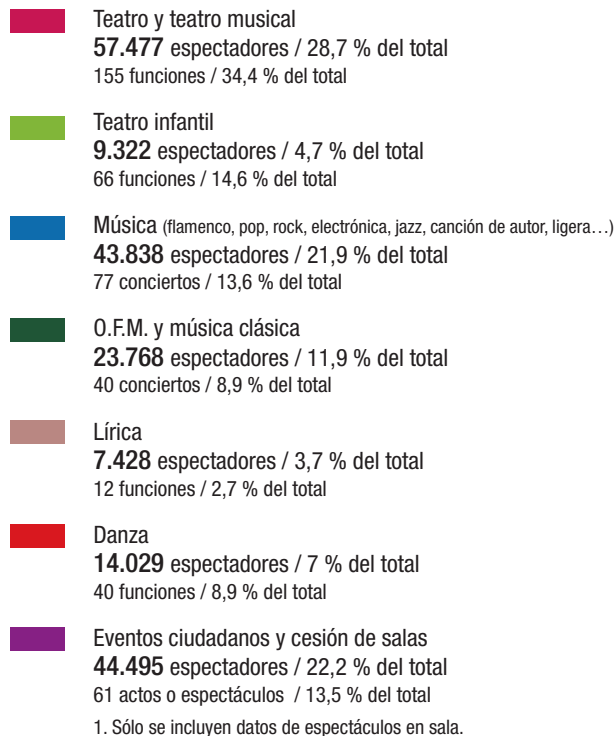 Teatro y teatro musical
57.477 espectadores / 28,7 % del total
155 funciones / 34,4 % del total
Teatro infantil
9.322 espectadores / 4,7 % del total
66 funciones / 14,6 % del total
Música (flamenco, pop, rock, electrónica, jazz, canción de autor, ligera…)
43.838 espectadores / 21,9 % del total
77 conciertos / 13,6 % del total
O.F.M. y música clásica
23.768 espectadores / 11,9 % del total
40 conciertos / 8,9 % del total
Lírica
7.428 espectadores / 3,7 % del total
12 funciones / 2,7 % del total
Danza
14.029 espectadores / 7 % del total
40 funciones / 8,9 % del total
Eventos ciudadanos y cesión de salas
44.495 espectadores / 22,2 % del total
61 actos o espectáculos / 13,5 % del total
1. Sólo se incluyen datos de espectáculos en sala.